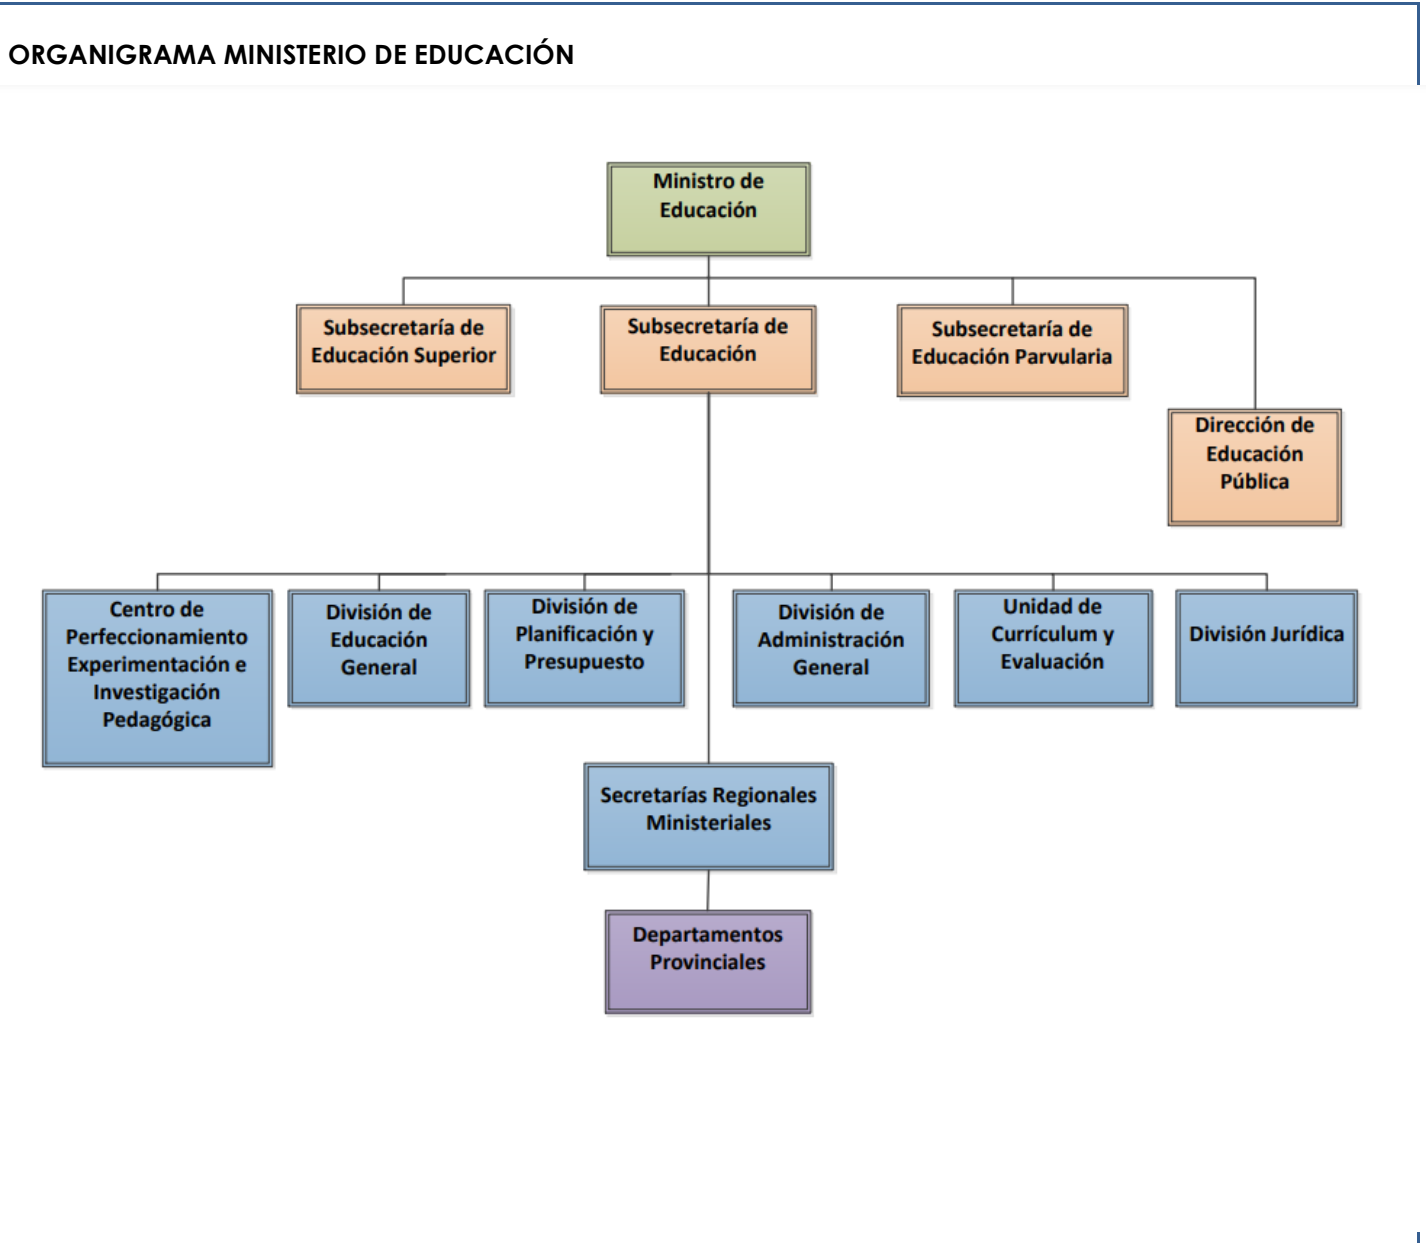 ORGANIGRAMA MINISTERIO DE EDUCACIÓN
Ministro de
Educación
Subsecretaría de
Educación Superior
Subsecretaría de
Educación
Subsecretaría de
Educación Parvularia
Dirección de
Educación
Pública
Centro de
Perfeccionamiento
Experimentación e
Investigación
Pedagógica
División de
Educación
General
División de
Planificación y
Presupuesto
División de
Administración
General
Unidad de
Currículum y
Evaluación
División Jurídica
Secretarías Regionales
Ministeriales
Departamentos
Provinciales